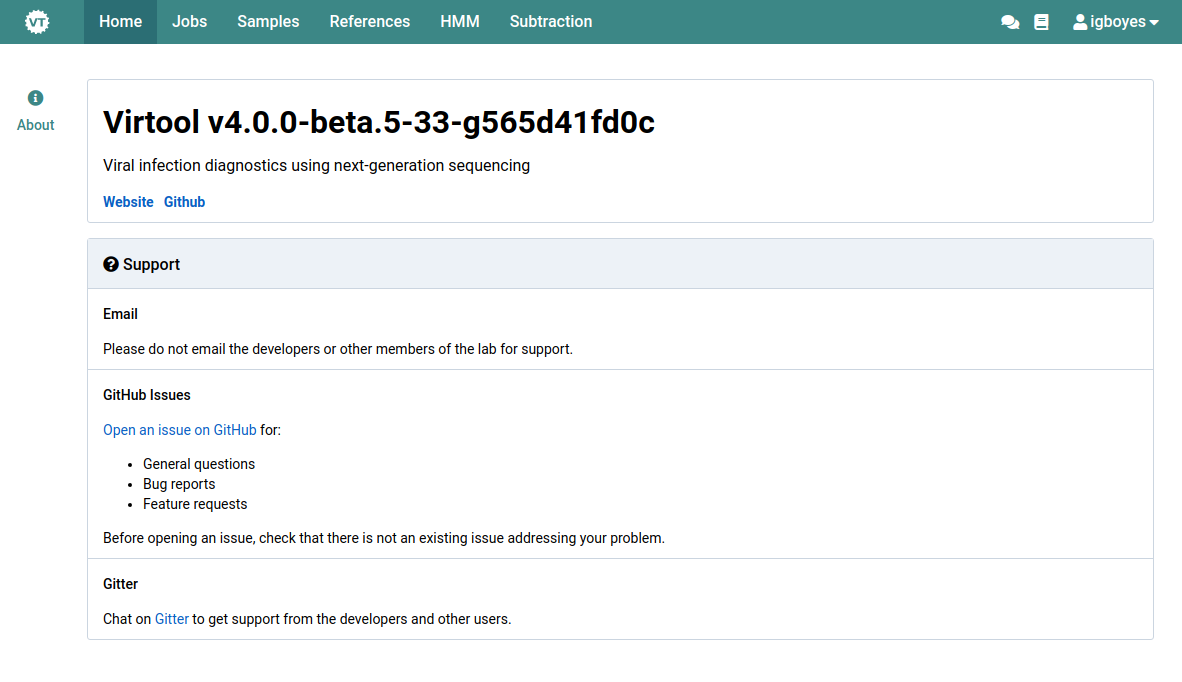 VT Home Jobs Samples References HMM Subtraction igboyes
About
Virtool v4.0.0-beta.5-33-g565d41fd0c
Viral infection diagnostics using next-generation sequencing
Website Github
Support
Email
Please do not email the developers or other members of the lab for support.
GitHub Issues
Open an issue on GitHub for:
General questions
Bug reports
Feature requests
Before opening an issue, check that there is not an existing issue addressing your problem.
Gitter
Chat on Gitter to get support from the developers and other users.